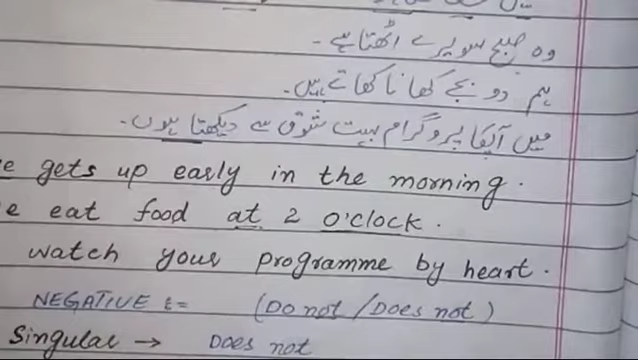 وہ صبح سویرے اٹھتا ہے۔
ہم دو بجے کھانا کھاتے ہیں۔
میں آپکا پروگرام بہت شوق سے دیکھتا ہوں۔
e gets up early in the morning.
e eat food at 2 o'clock.
watch your programme by heart.
NEGATIVE := (Do not / Does not)
Singular → Does not